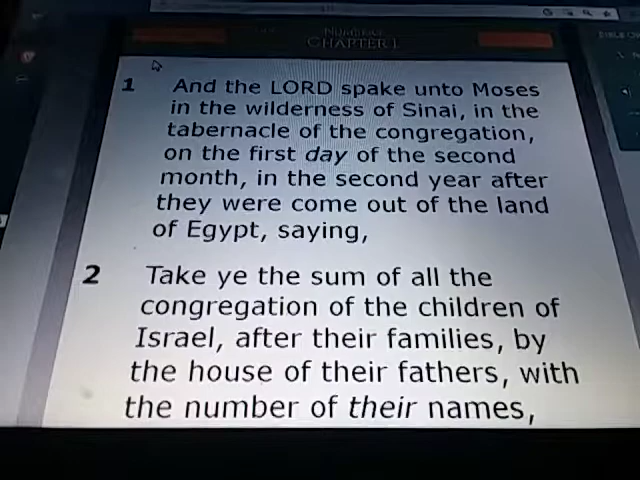 Numbers
CHAPTER 1
1 And the LORD spake unto Moses
in the wilderness of Sinai, in the
tabernacle of the congregation,
on the first day of the second
month, in the second year after
they were come out of the land
of Egypt, saying,
2 Take ye the sum of all the
congregation of the children of
Israel, after their families, by
the house of their fathers, with
the number of their names,